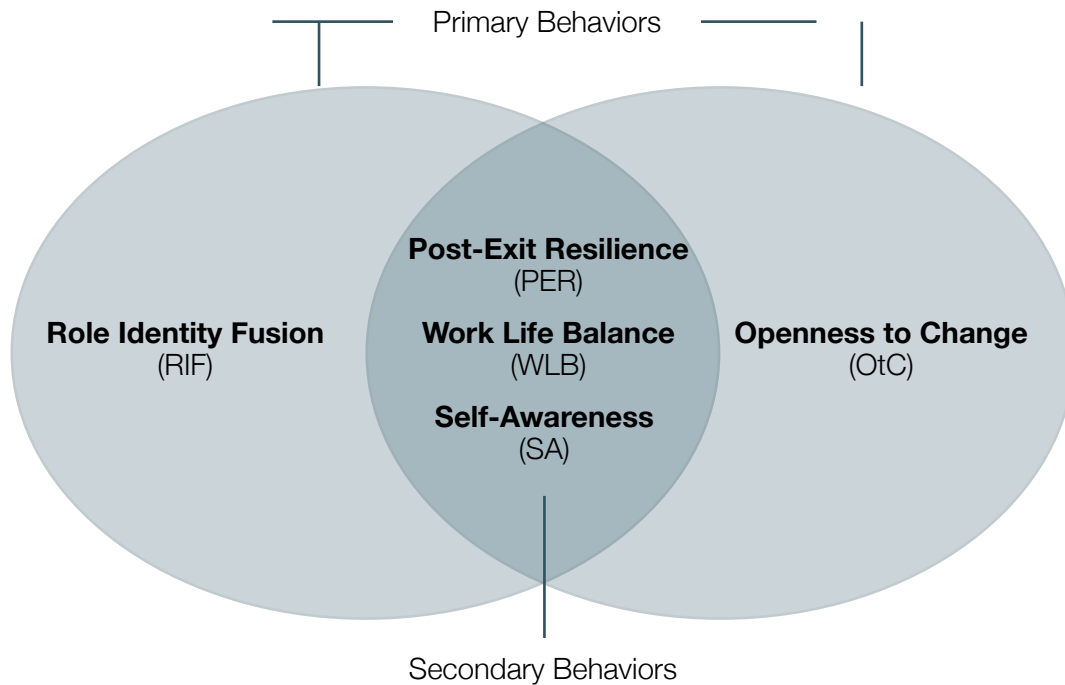 Primary Behaviors
Role Identity Fusion
(RIF)
Post-Exit Resilience
(PER)
Work Life Balance
(WLB)
Self-Awareness
(SA)
Openness to Change
(OtC)
Secondary Behaviors